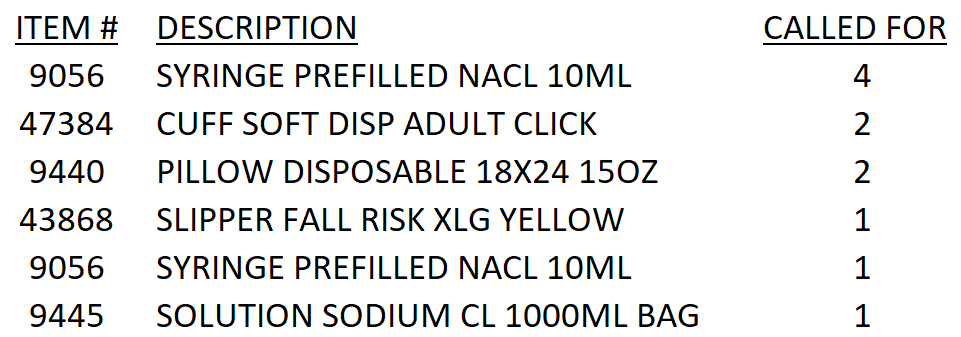 ITEM # DESCRIPTION CALLED FOR
9056 SYRINGE PREFILLED NACL 10ML 4
47384 CUFF SOFT DISP ADULT CLICK 2
9440 PILLOW DISPOSABLE 18X24 15OZ 2
43868 SLIPPER FALL RISK XLG YELLOW 1
9056 SYRINGE PREFILLED NACL 10ML 1
9445 SOLUTION SODIUM CL 1000ML BAG 1